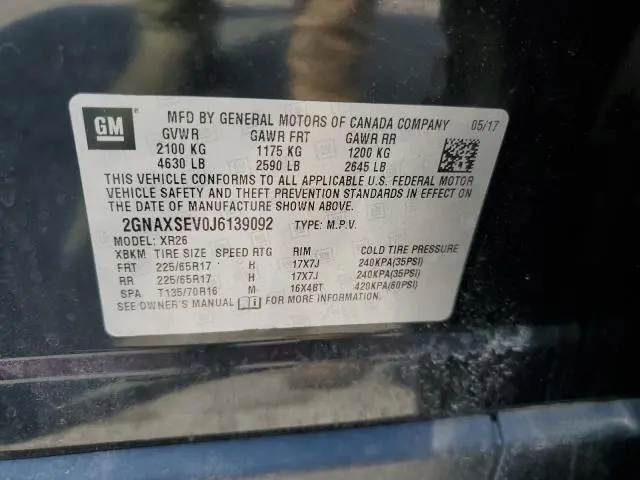 GM
MFD BY GENERAL MOTORS OF CANADA COMPANY 05/17
GVWR GAWR FRT GAWR RR
2100 KG 1175 KG 1200 KG
4630 LB 2590 LB 2645 LB
THIS VEHICLE CONFORMS TO ALL APPLICABLE U.S. FEDERAL MOTOR
VEHICLE SAFETY AND THEFT PREVENTION STANDARDS IN EFFECT ON
THE DATE OF MANUFACTURE SHOWN ABOVE.
2GNAXSEV0J6139092 TYPE: M.P.V.
MODEL: XR26
XBKM TIRE SIZE SPEED RTG RIM COLD TIRE PRESSURE
FRT 225/65R17 H 17X7J 240KPA(35PSI)
RR 225/65R17 H 17X7J 240KPA(35PSI)
SPA T135/70R16 M 16X4BT 420KPA(60PSI)
SEE OWNER'S MANUAL FOR MORE INFORMATION